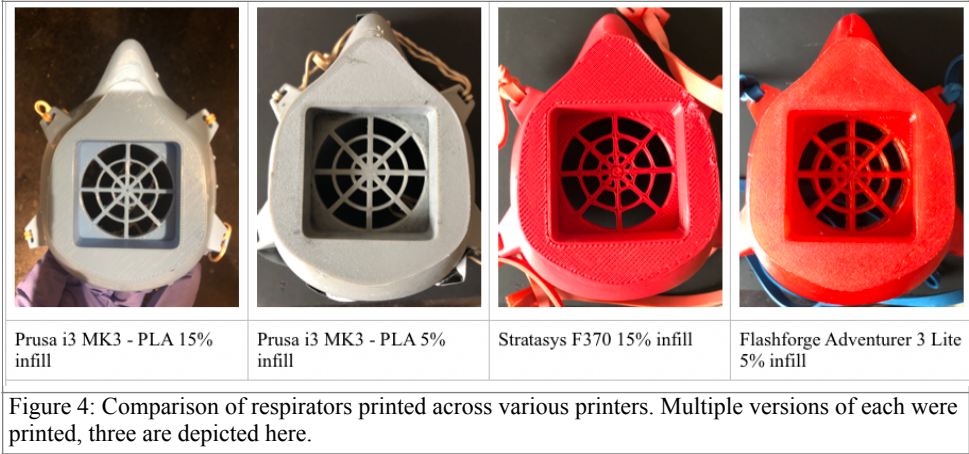 Prusa i3 MK3 - PLA 15%
infill
Prusa i3 MK3 - PLA 5%
infill
Stratasys F370 15% infill
Flashforge Adventurer 3 Lite
5% infill
Figure 4: Comparison of respirators printed across various printers. Multiple versions of each were
printed, three are depicted here.